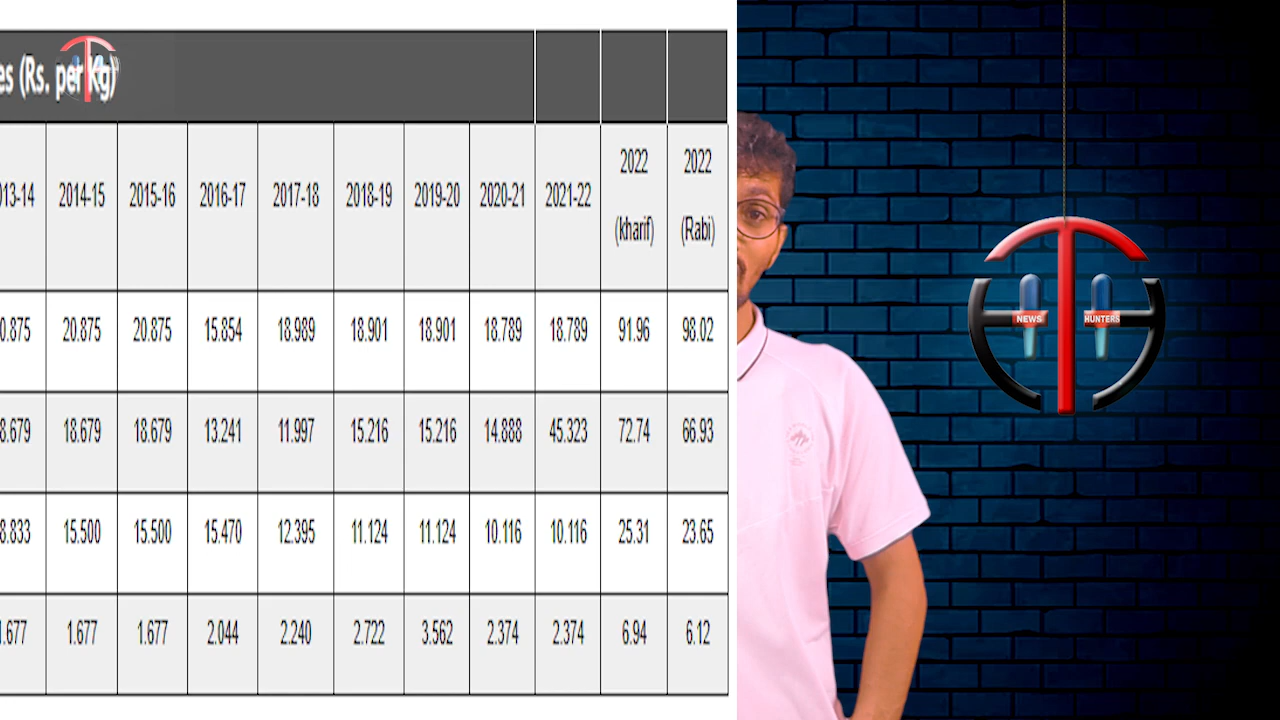 es (Rs. per Kg)
013-14 2014-15 2015-16 2016-17 2017-18 2018-19 2019-20 2020-21 2021-22 2022 (kharif) 2022 (Rabi)
0.875 20.875 20.875 15.854 18.989 18.901 18.901 18.789 18.789 91.96 98.02
8.679 18.679 18.679 13.241 11.997 15.216 15.216 14.888 45.323 72.74 66.93
8.833 15.500 15.500 15.470 12.395 11.124 11.124 10.116 10.116 25.31 23.65
1.677 1.677 1.677 2.044 2.240 2.722 3.562 2.374 2.374 6.94 6.12
NEWS HUNTERS